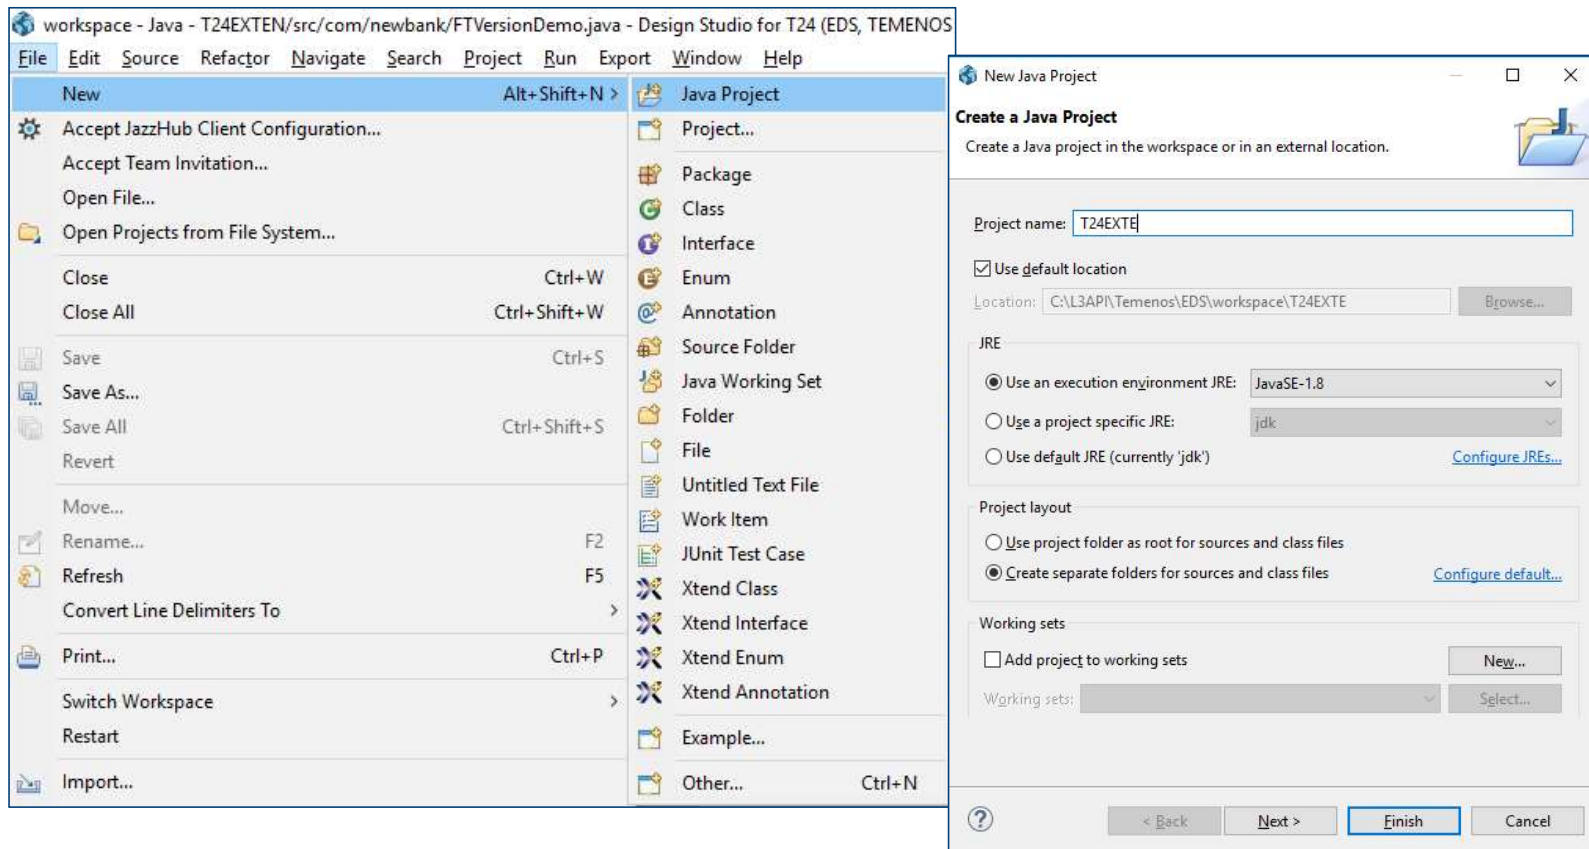 workspace - Java - T24EXTEN/src/com/newbank/FTVersionDemo.java - Design Studio for T24 (EDS, TEMENOS
File Edit Source Refactor Navigate Search Project Run Export Window Help
New Alt+Shift+N >
Accept JazzHub Client Configuration...
Accept Team Invitation...
Open File...
Open Projects from File System...
Close Ctrl+W
Close All Ctrl+Shift+W
Save Ctrl+S
Save As...
Save All Ctrl+Shift+S
Revert
Move...
Rename... F2
Refresh F5
Convert Line Delimiters To >
Print... Ctrl+P
Switch Workspace >
Restart
Import...
Java Project
Project...
Package
Class
Interface
Enum
Annotation
Source Folder
Java Working Set
Folder
File
Untitled Text File
Work Item
JUnit Test Case
Xtend Class
Xtend Interface
Xtend Enum
Xtend Annotation
Example...
Other... Ctrl+N
New Java Project
Create a Java Project
Create a Java project in the workspace or in an external location.
Project name: T24EXTE
Use default location
Location: C:\L3API\Temenos\EDS\workspace\T24EXTE Browse...
JRE
Use an execution environment JRE: JavaSE-1.8
Use a project specific JRE: jdk
Use default JRE (currently 'jdk') Configure JREs...
Project layout
Use project folder as root for sources and class files
Create separate folders for sources and class files Configure default...
Working sets
Add project to working sets New...
Working sets: Select...
? < Back Next > Finish Cancel